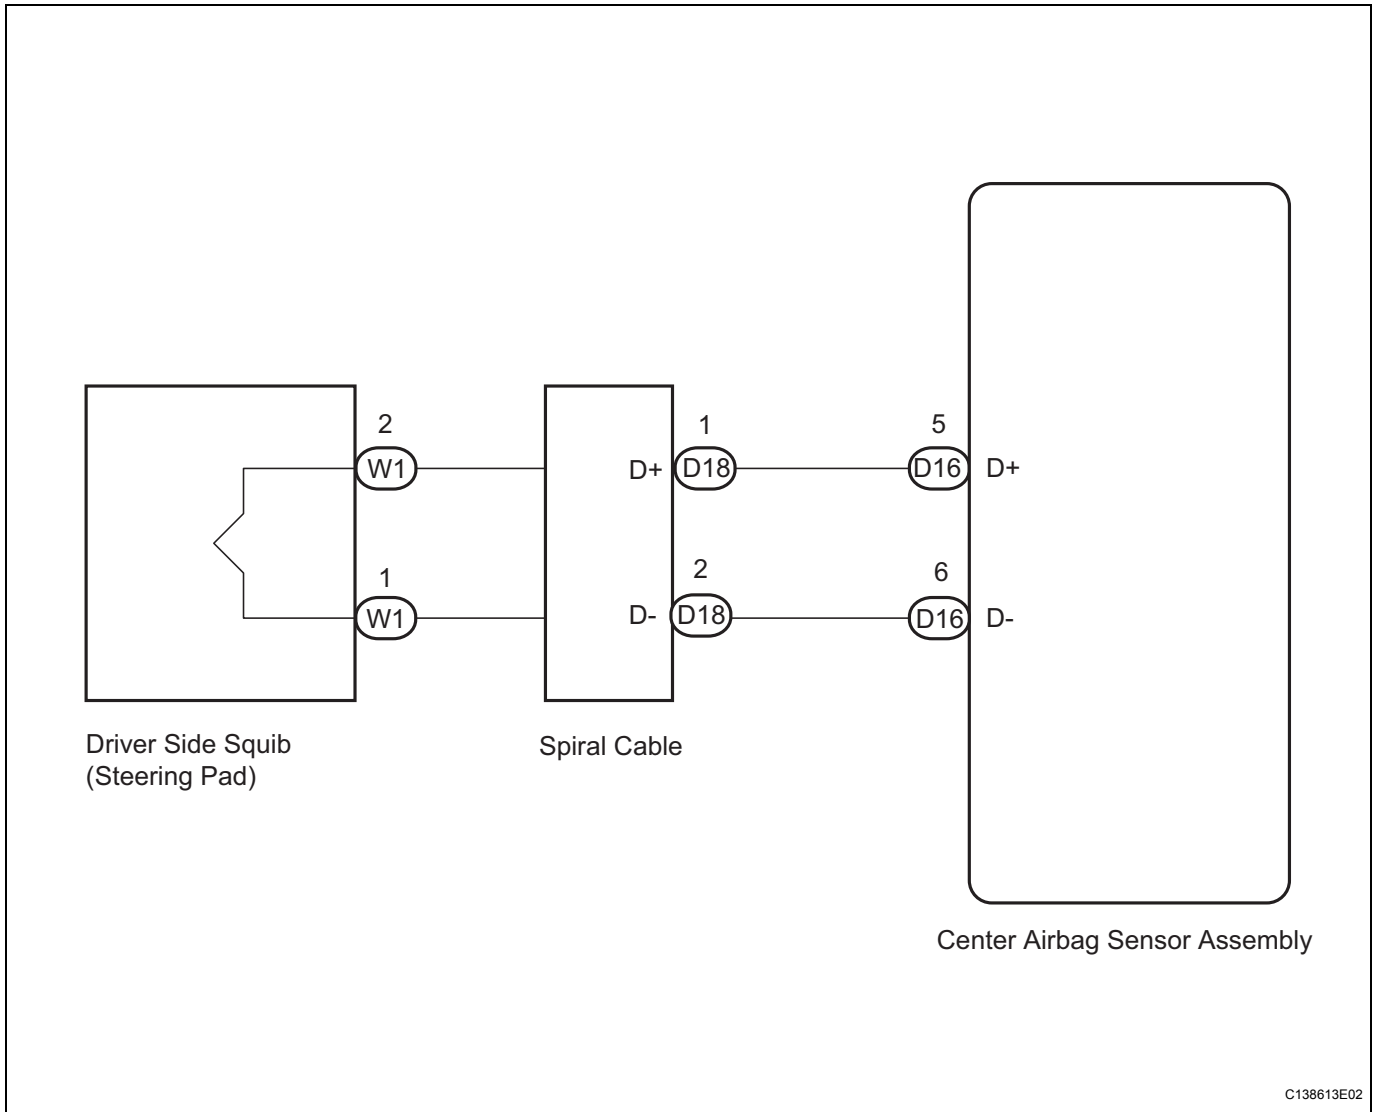 2
1
5
W1
D+
D18
D16
D+
1
2
6
W1
D-
D18
D16
D-
Driver Side Squib
(Steering Pad)
Spiral Cable
Center Airbag Sensor Assembly
C138613E02